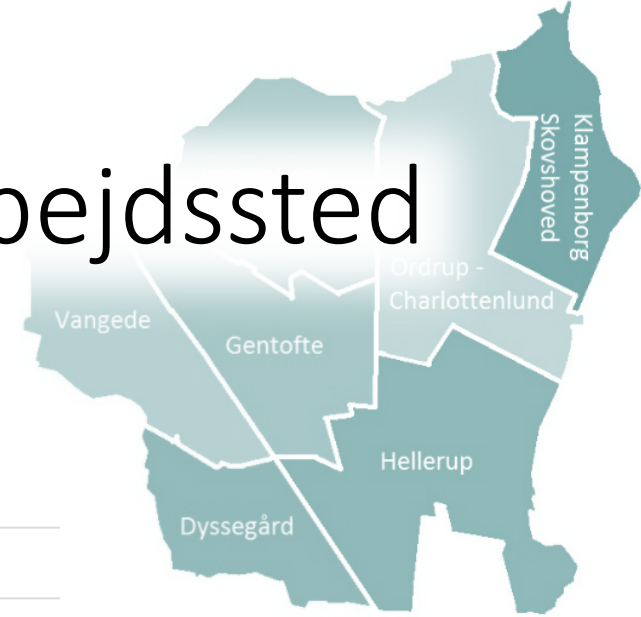 bejdssted
Klampenborg
Skovshoved
Ordrup -
Charlottenlund
Vangede
Gentofte
Hellerup
Dyssegård